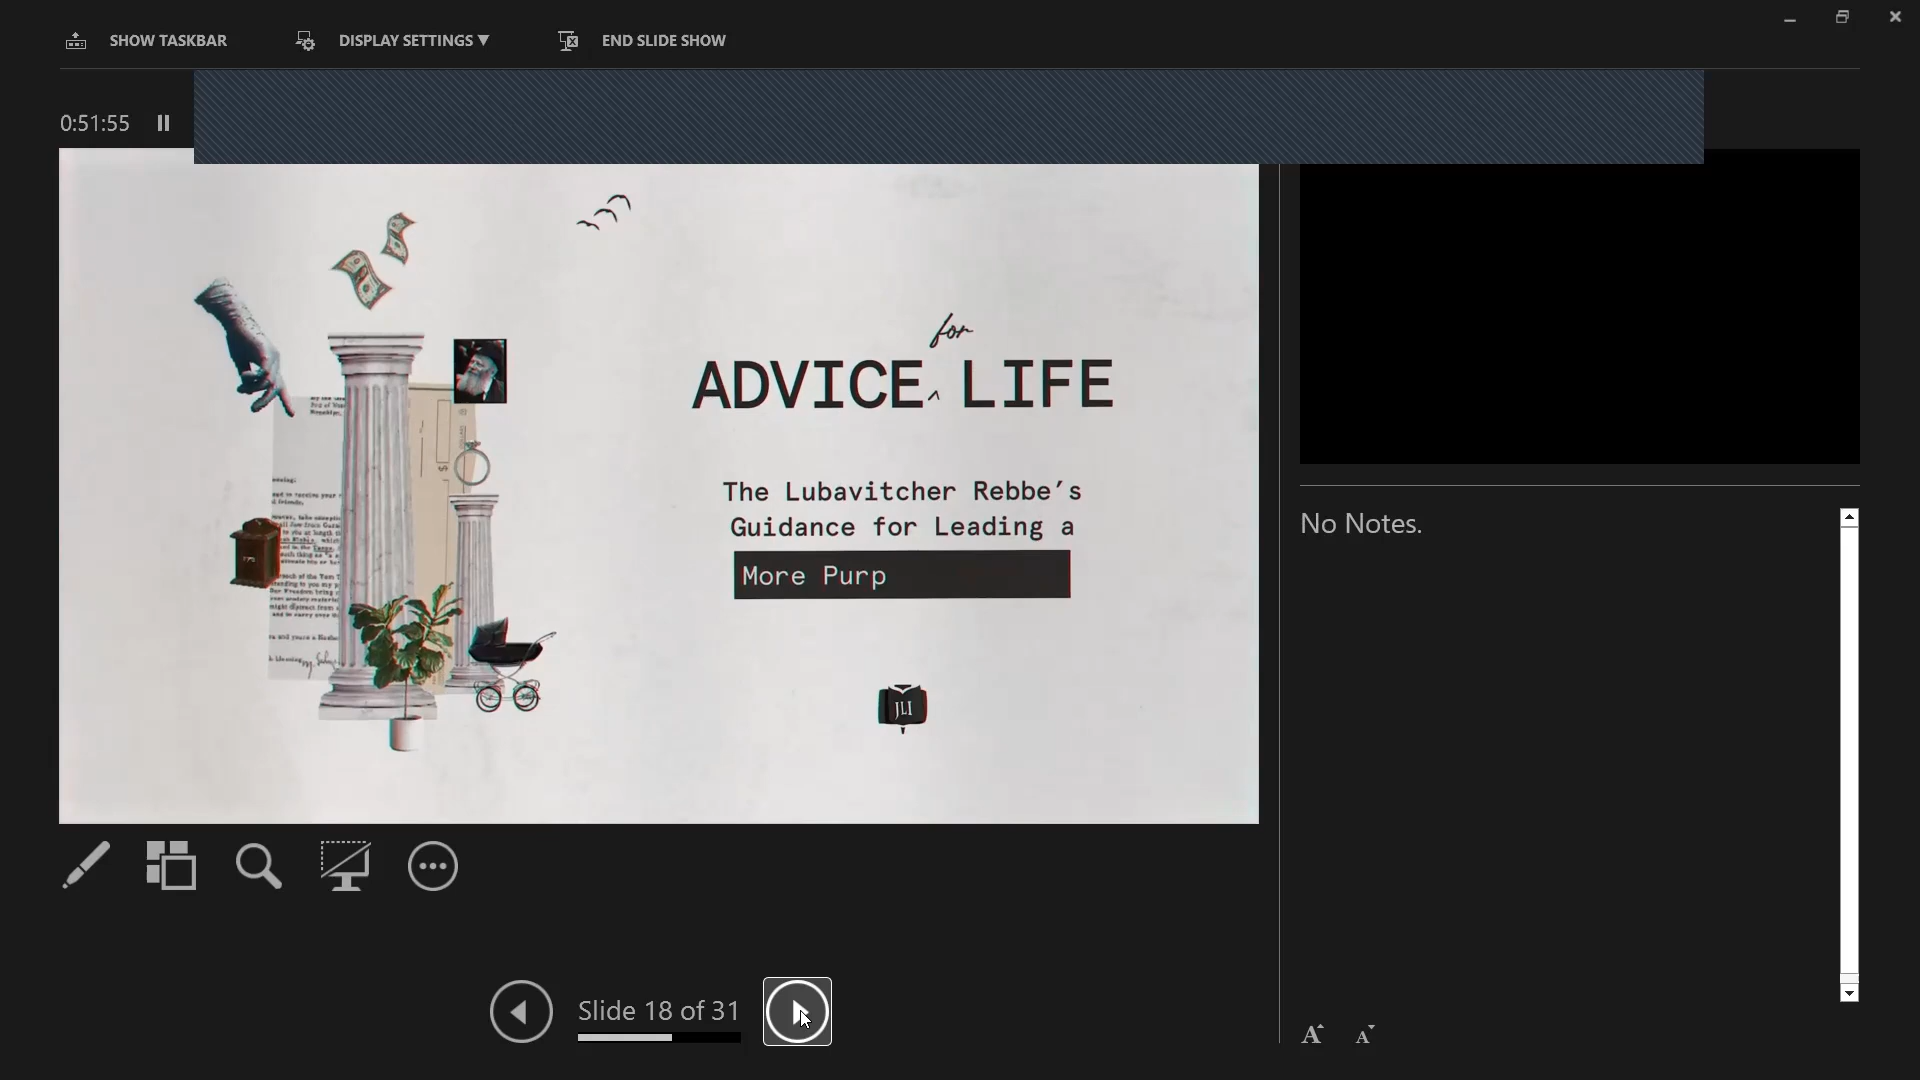 SHOW TASKBAR
DISPLAY SETTINGS ▼
END SLIDE SHOW
0:51:55
for
ADVICE ^ LIFE
The Lubavitcher Rebbe's
Guidance for Leading a
More Purp
JLI
No Notes.
Slide 18 of 31
A A